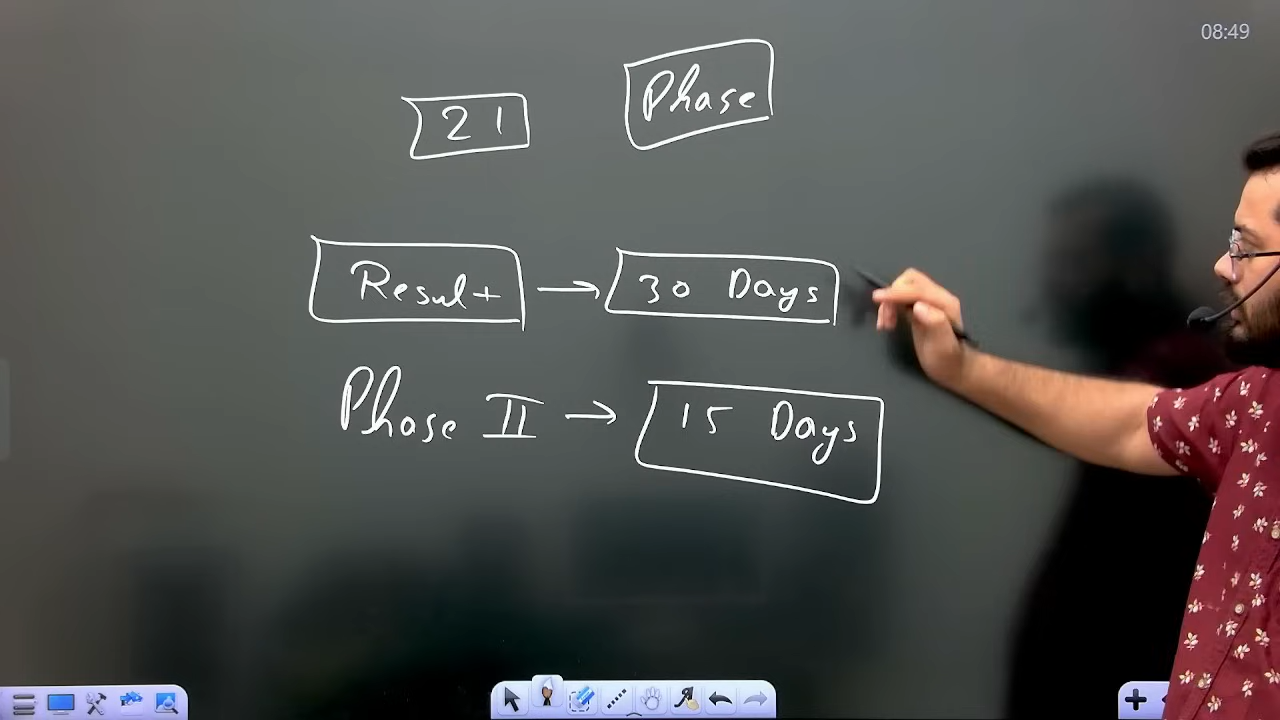 08:49
21 Phase
Result → 30 Days
Phase II → 15 Days